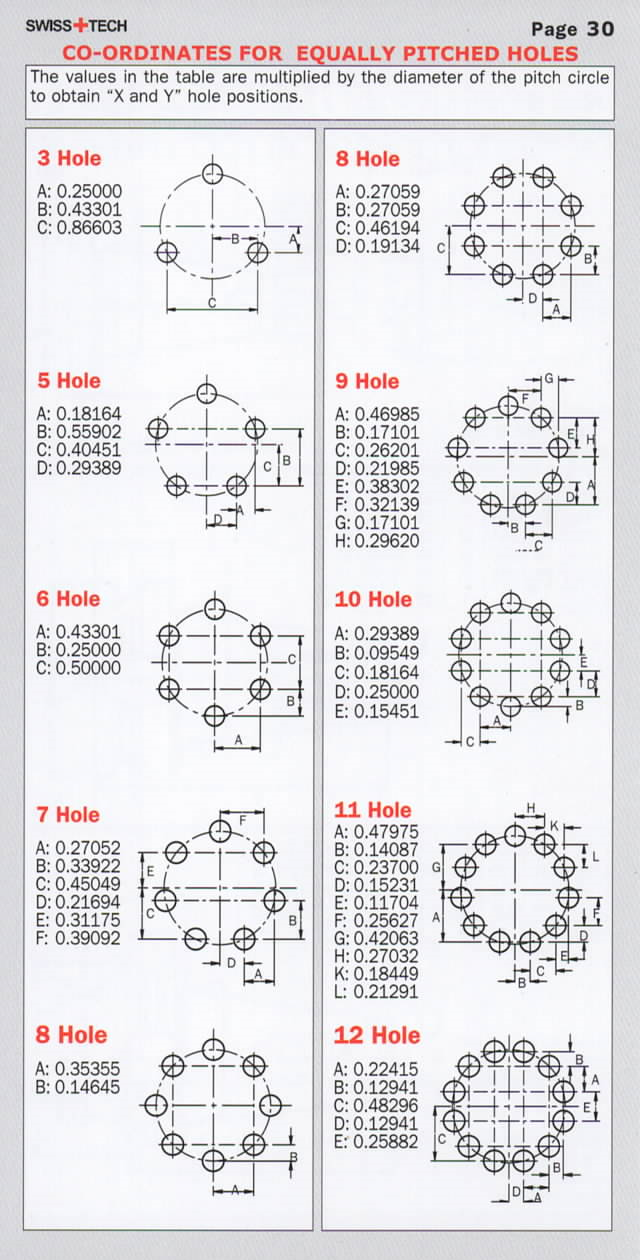 SWISS+TECH
Page 30
CO-ORDINATES FOR EQUALLY PITCHED HOLES
The values in the table are multiplied by the diameter of the pitch circle
to obtain “X and Y” hole positions.
3 Hole
A: 0.25000
B: 0.43301
C: 0.86603
B
A
C
5 Hole
A: 0.18164
B: 0.55902
C: 0.40451
D: 0.29389
C
B
A
D
6 Hole
A: 0.43301
B: 0.25000
C: 0.50000
C
B
A
7 Hole
A: 0.27052
B: 0.33922
C: 0.45049
D: 0.21694
E: 0.31175
F: 0.39092
F
E
C
B
D
A
8 Hole
A: 0.35355
B: 0.14645
B
A
8 Hole
A: 0.27059
B: 0.27059
C: 0.46194
D: 0.19134
C
B
D
A
9 Hole
A: 0.46985
B: 0.17101
C: 0.26201
D: 0.21985
E: 0.38302
F: 0.32139
G: 0.17101
H: 0.29620
G
F
E
H
D
A
B
C
10 Hole
A: 0.29389
B: 0.09549
C: 0.18164
D: 0.25000
E: 0.15451
E
D
B
A
C
11 Hole
A: 0.47975
B: 0.14087
C: 0.23700
D: 0.15231
E: 0.11704
F: 0.25627
G: 0.42063
H: 0.27032
K: 0.18449
L: 0.21291
H
K
L
G
A
F
D
E
C
B
12 Hole
A: 0.22415
B: 0.12941
C: 0.48296
D: 0.12941
E: 0.25882
B
A
E
C
B
D
A